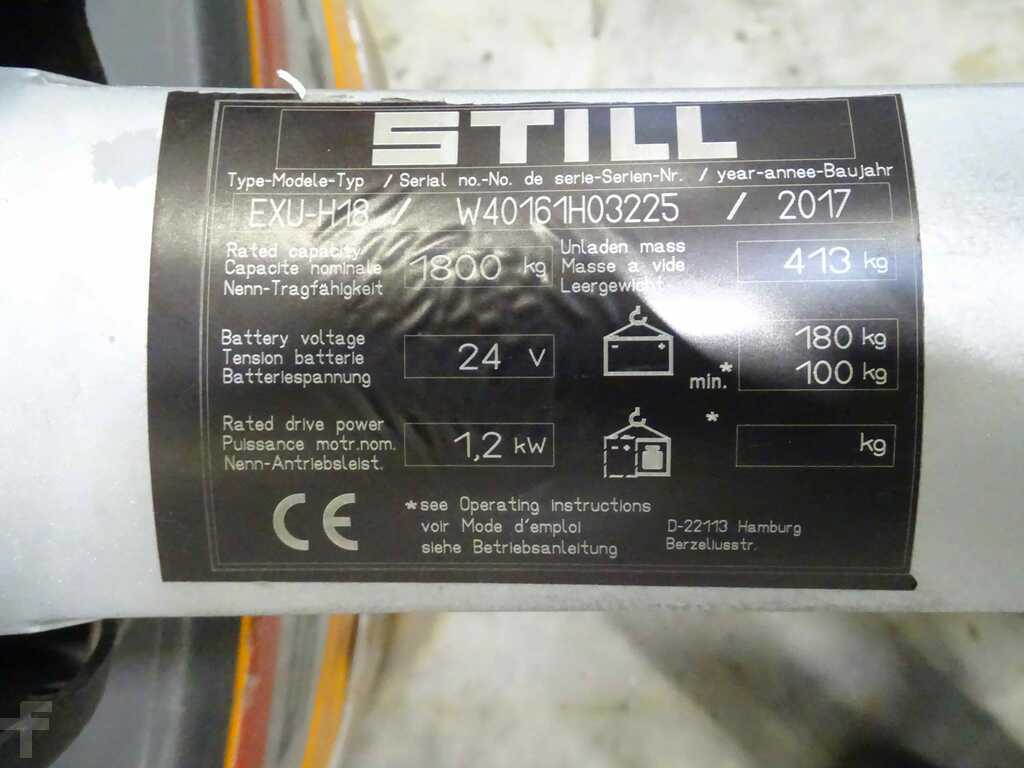 STILL
Type-Modele-Typ / Serial no.-No. de serie-Serien-Nr. / year-annee-Baujahr
EXU-H18 / W40161H03225 / 2017
Rated capacity
Capacite nominale
Nenn-Tragfähigkeit
1800 kg
Unladen mass
Masse a vide
Leergewicht
413 kg
Battery voltage
Tension batterie
Batteriespannung
24 V
180 kg
min.* 100 kg
Rated drive power
Puissance motr.nom.
Nenn-Antriebsleist.
1,2 kW
* kg
CE
*see Operating instructions
voir Mode d'emploi
siehe Betriebsanleitung
D-22113 Hamburg
Berzeliusstr.
F